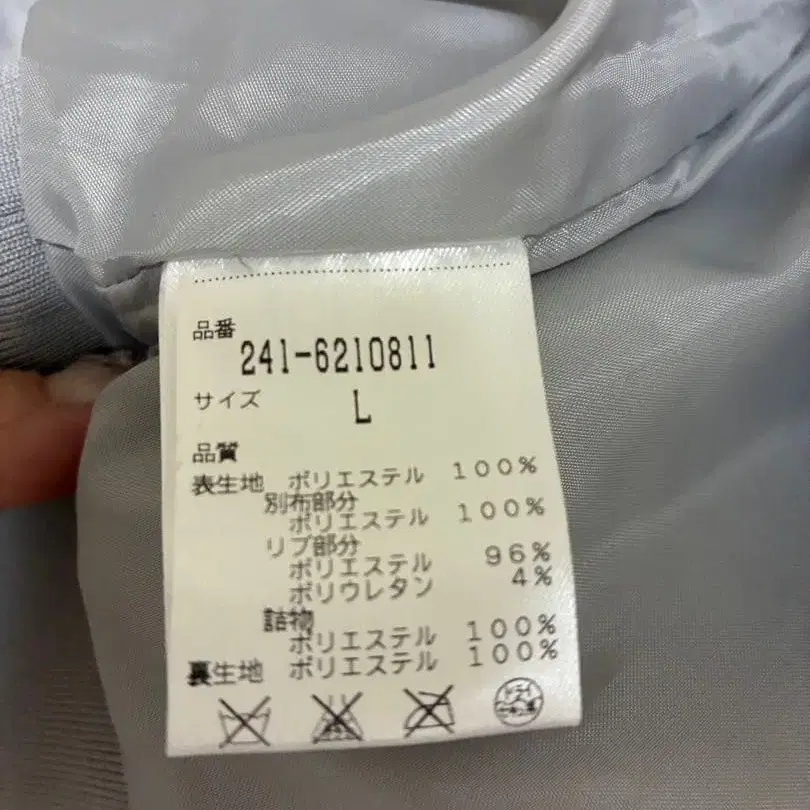 品番
241-6210811
サイズ
L
品質
表生地 ポリエステル 100%
別布部分
ポリエステル 100%
リブ部分
ポリエステル 96%
ポリウレタン 4%
詰物
ポリエステル 100%
裏生地 ポリエステル 100%
ドライ